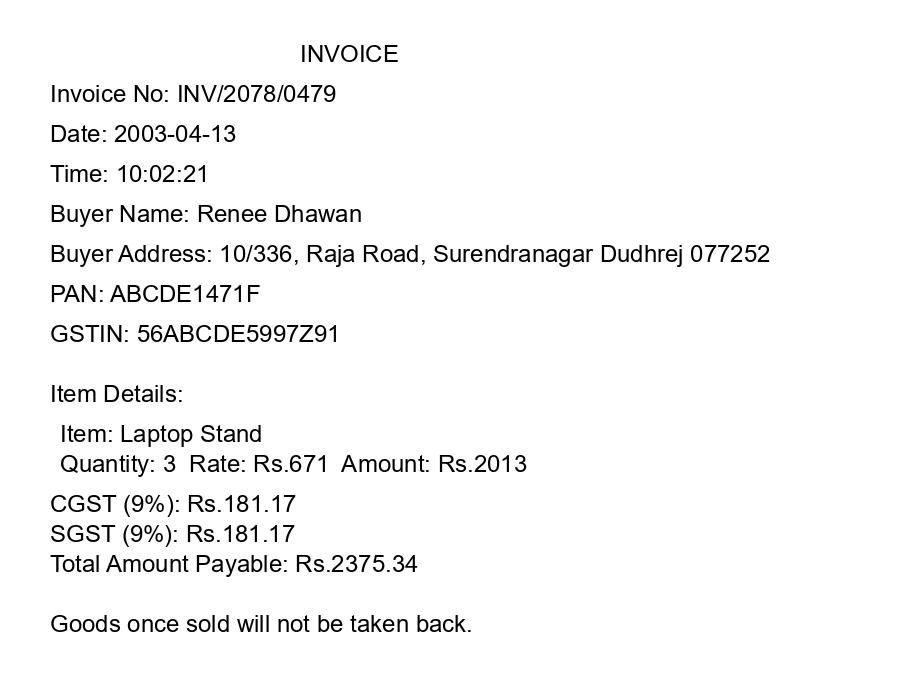 INVOICE
Invoice No: INV/2078/0479
Date: 2003-04-13
Time: 10:02:21
Buyer Name: Renee Dhawan
Buyer Address: 10/336, Raja Road, Surendranagar Dudhrej 077252
PAN: ABCDE1471F
GSTIN: 56ABCDE5997Z91
Item Details:
Item: Laptop Stand
Quantity: 3  Rate: Rs.671  Amount: Rs.2013
CGST (9%): Rs.181.17
SGST (9%): Rs.181.17
Total Amount Payable: Rs.2375.34
Goods once sold will not be taken back.